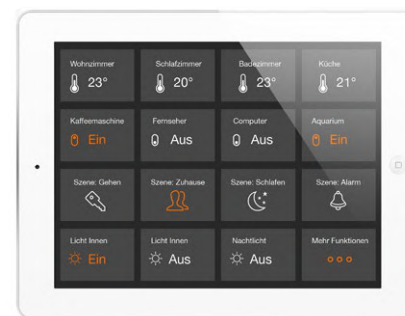 Wohnzimmer
23°
Schlafzimmer
20°
Badezimmer
23°
Küche
21°
Kaffeemaschine
Ein
Fernseher
Aus
Computer
Aus
Aquarium
Ein
Szene: Gehen
Szene: Zuhause
Szene: Schlafen
Szene: Alarm
Licht Innen
Ein
Licht Innen
Aus
Nachtlicht
Aus
Mehr Funktionen